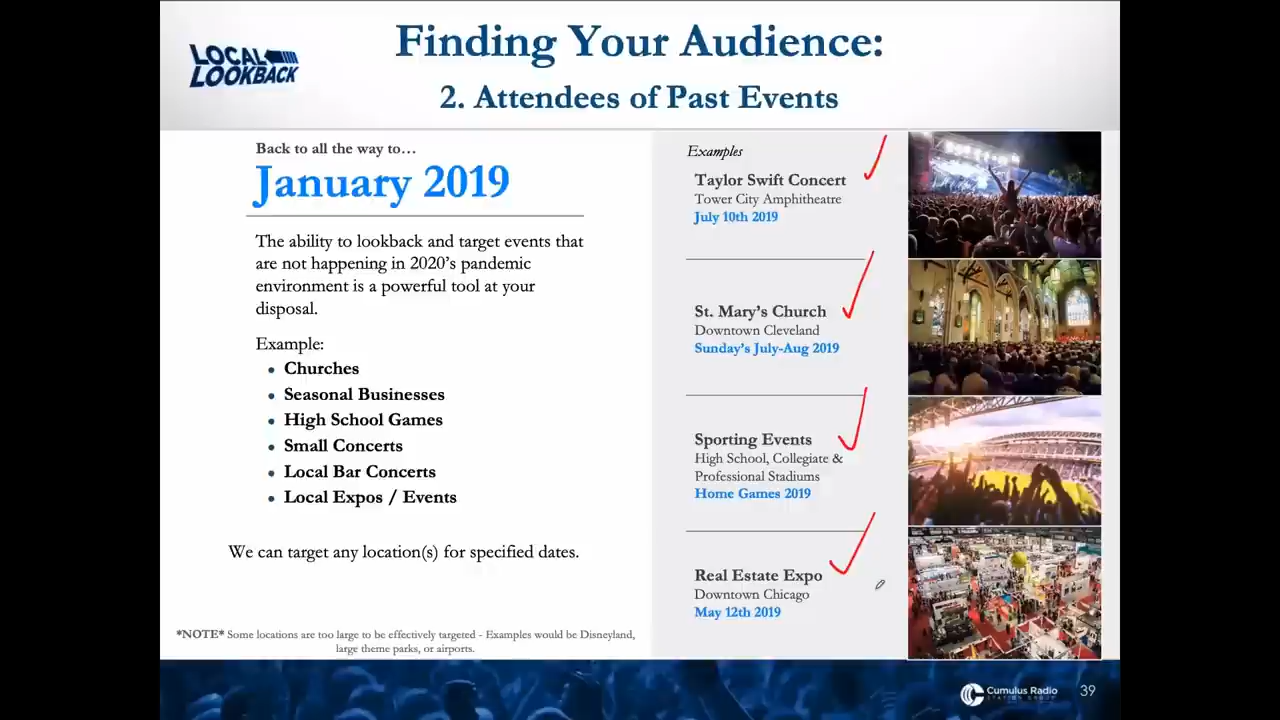 LOCAL
LOOKBACK
Finding Your Audience:
2. Attendees of Past Events
Back to all the way to…
January 2019
The ability to lookback and target events that
are not happening in 2020’s pandemic
environment is a powerful tool at your
disposal.
Example:
• Churches
• Seasonal Businesses
• High School Games
• Small Concerts
• Local Bar Concerts
• Local Expos / Events
We can target any location(s) for specified dates.
*NOTE* Some locations are too large to be effectively targeted - Examples would be Disneyland,
large theme parks, or airports.
Examples
Taylor Swift Concert
Tower City Amphitheatre
July 10th 2019
St. Mary’s Church
Downtown Cleveland
Sunday’s July-Aug 2019
Sporting Events
High School, Collegiate &
Professional Stadiums
Home Games 2019
Real Estate Expo
Downtown Chicago
May 12th 2019
Cumulus Radio
STATION GROUP
39